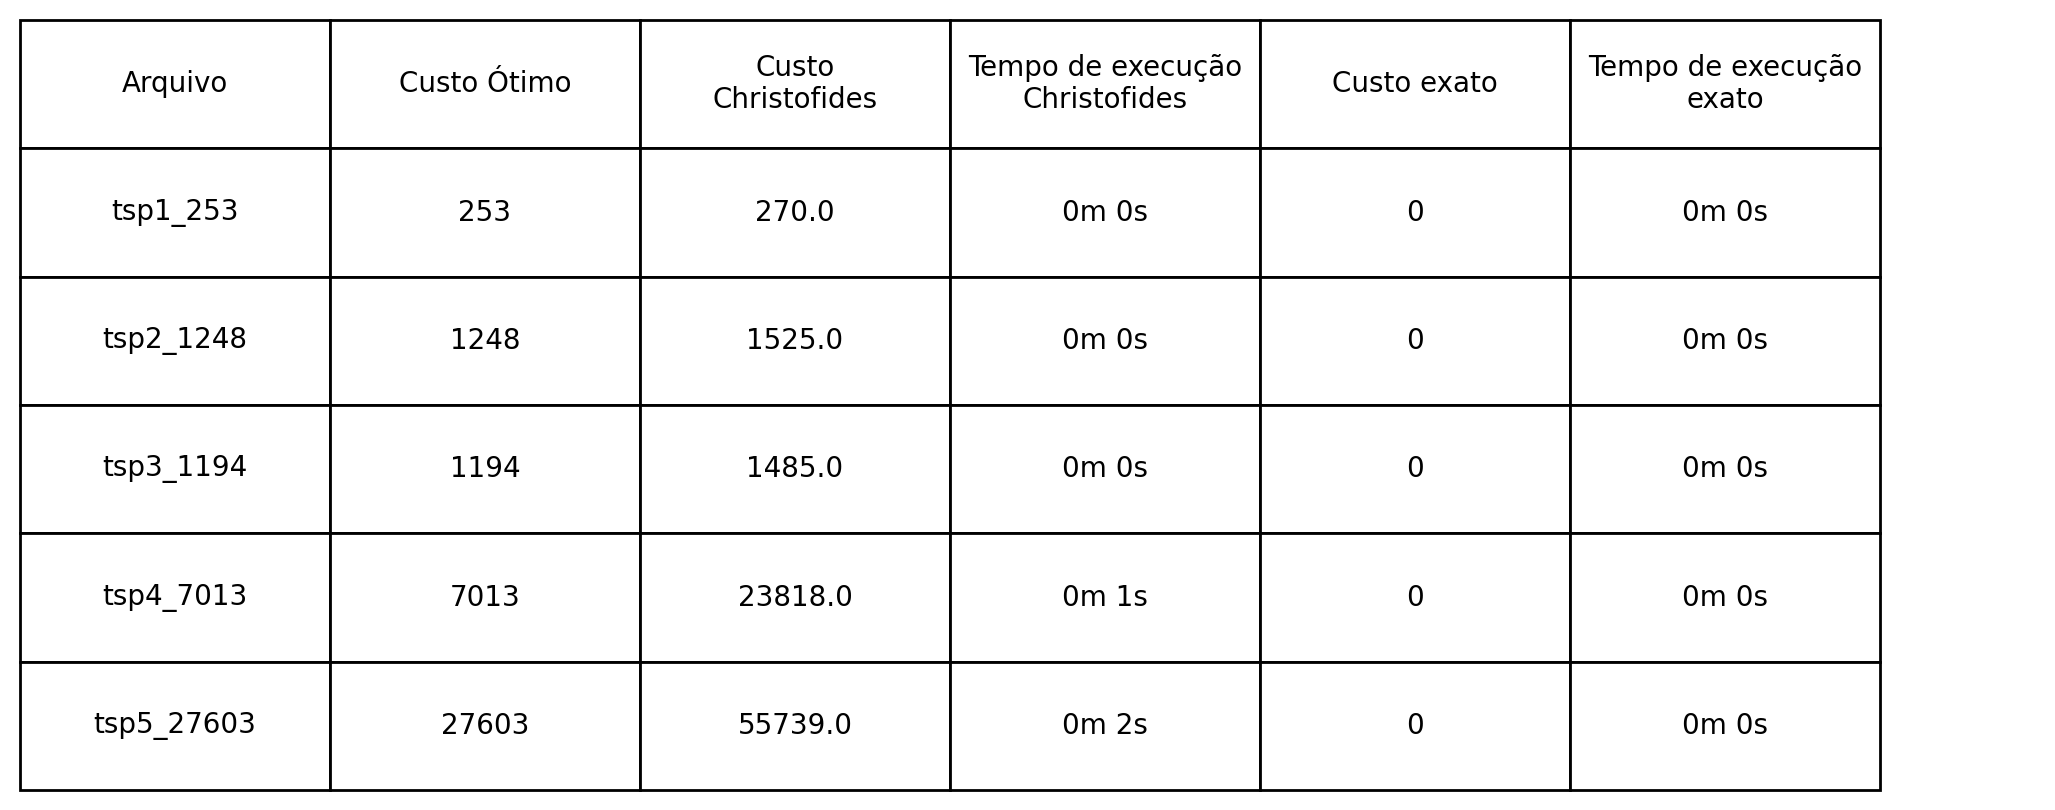 Arquivo
Custo Ótimo
Custo
Christofides
Tempo de execução
Christofides
Custo exato
Tempo de execução
exato
tsp1_253
253
270.0
0m 0s
0
0m 0s
tsp2_1248
1248
1525.0
0m 0s
0
0m 0s
tsp3_1194
1194
1485.0
0m 0s
0
0m 0s
tsp4_7013
7013
23818.0
0m 1s
0
0m 0s
tsp5_27603
27603
55739.0
0m 2s
0
0m 0s